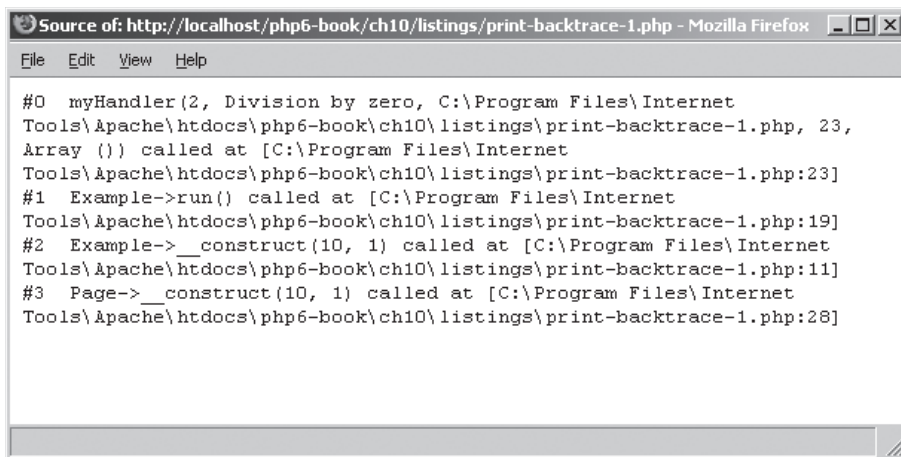 Source of: http://localhost/php6-book/ch10/listings/print-backtrace-1.php - Mozilla Firefox
File Edit View Help
#0  myHandler(2, Division by zero, C:\Program Files\Internet
Tools\Apache\htdocs\php6-book\ch10\listings\print-backtrace-1.php, 23,
Array ()) called at [C:\Program Files\Internet
Tools\Apache\htdocs\php6-book\ch10\listings\print-backtrace-1.php:23]
#1  Example->run() called at [C:\Program Files\Internet
Tools\Apache\htdocs\php6-book\ch10\listings\print-backtrace-1.php:19]
#2  Example->__construct(10, 1) called at [C:\Program Files\Internet
Tools\Apache\htdocs\php6-book\ch10\listings\print-backtrace-1.php:11]
#3  Page->__construct(10, 1) called at [C:\Program Files\Internet
Tools\Apache\htdocs\php6-book\ch10\listings\print-backtrace-1.php:28]